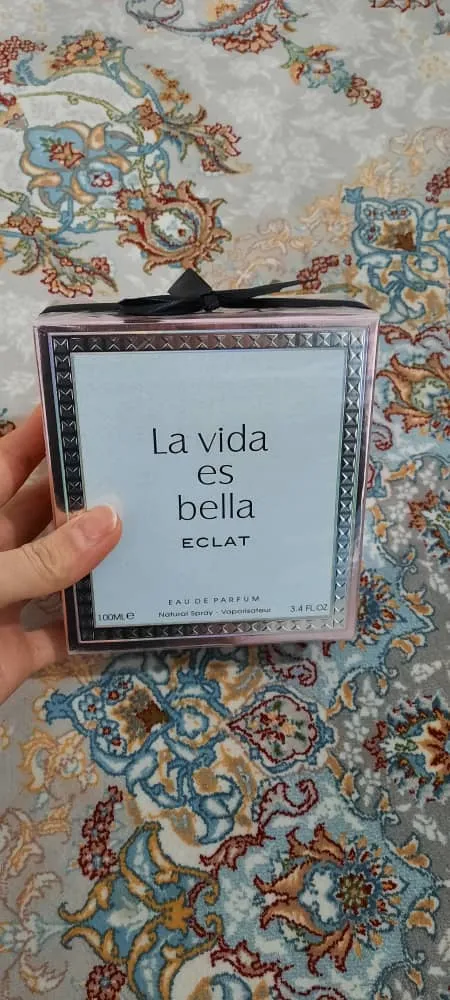 La vida
es
bella
ECLAT
EAU DE PARFUM
100ML℮ Natural Spray - Vaporisateur 3.4 FL.OZ